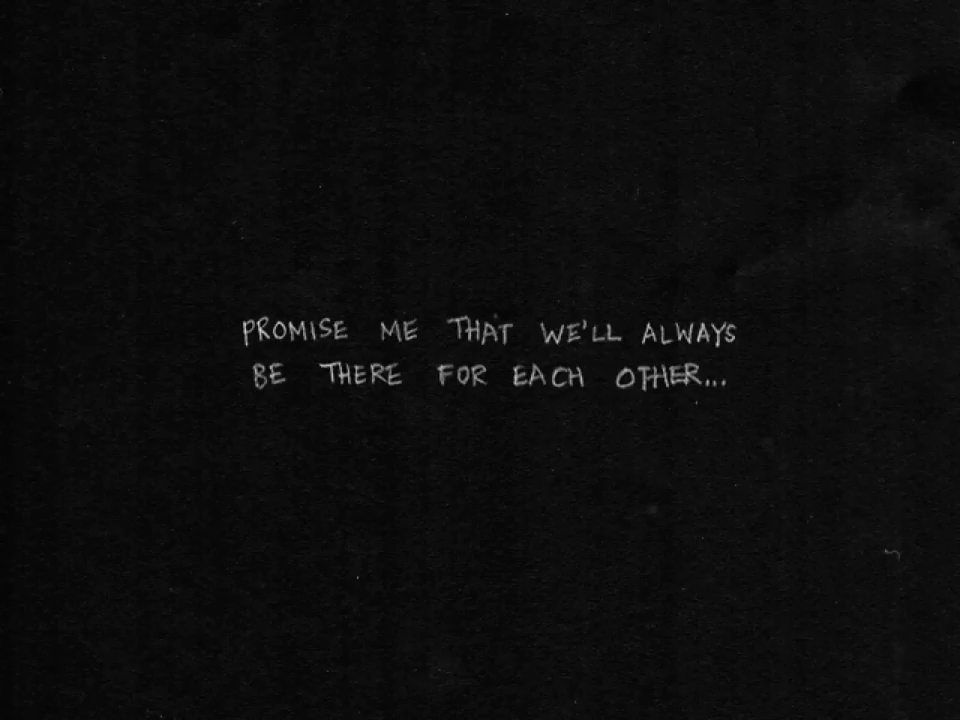 PROMISE ME THAT WE'LL ALWAYS
BE THERE FOR EACH OTHER...